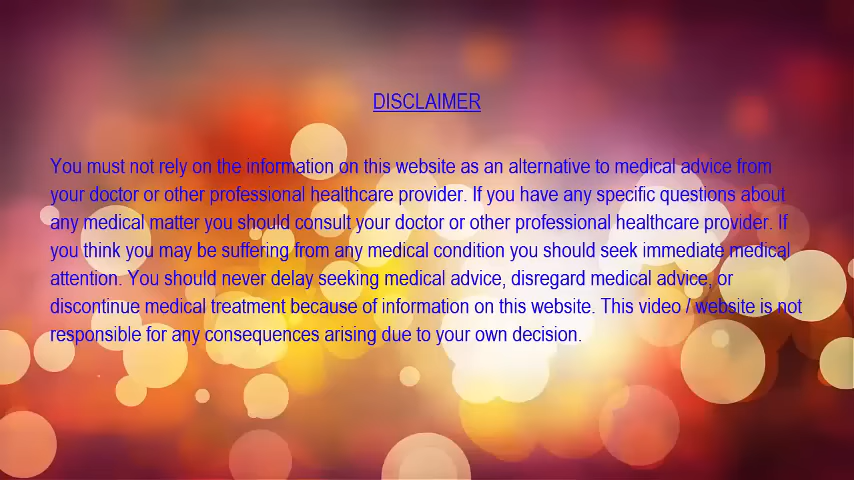 DISCLAIMER
You must not rely on the information on this website as an alternative to medical advice from
your doctor or other professional healthcare provider. If you have any specific questions about
any medical matter you should consult your doctor or other professional healthcare provider. If
you think you may be suffering from any medical condition you should seek immediate medical
attention. You should never delay seeking medical advice, disregard medical advice, or
discontinue medical treatment because of information on this website. This video / website is not
responsible for any consequences arising due to your own decision.